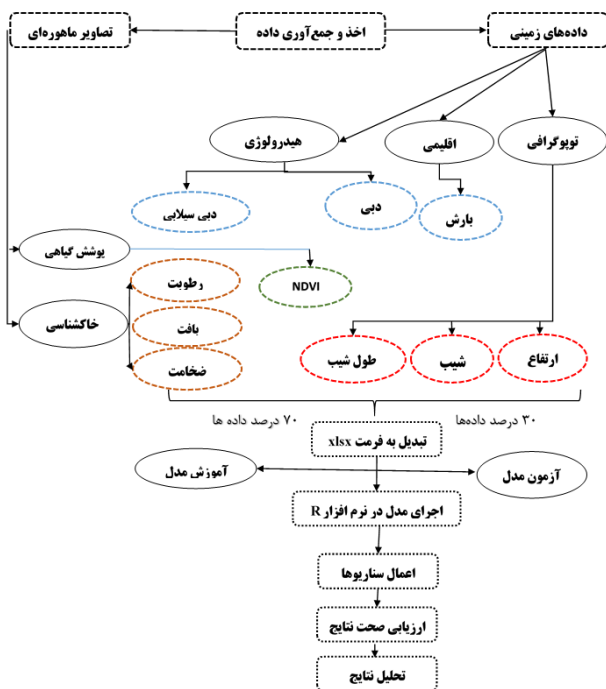 داده‌های زمینی
اخذ و جمع‌آوری داده
تصاویر ماهوره‌ای
توپوگرافی
اقلیمی
هیدرولوژی
بارش
دبی
دبی سیلابی
پوشش گیاهی
NDVI
رطوبت
خاکشناسی
بافت
ضخامت
ارتفاع
شیب
طول شیب
۳۰ درصد داده‌ها
۷۰ درصد داده ها
تبدیل به فرمت xlsx
آزمون مدل
آموزش مدل
اجرای مدل در نرم افزار R
اعمال سناریوها
ارزیابی صحت نتایج
تحلیل نتایج